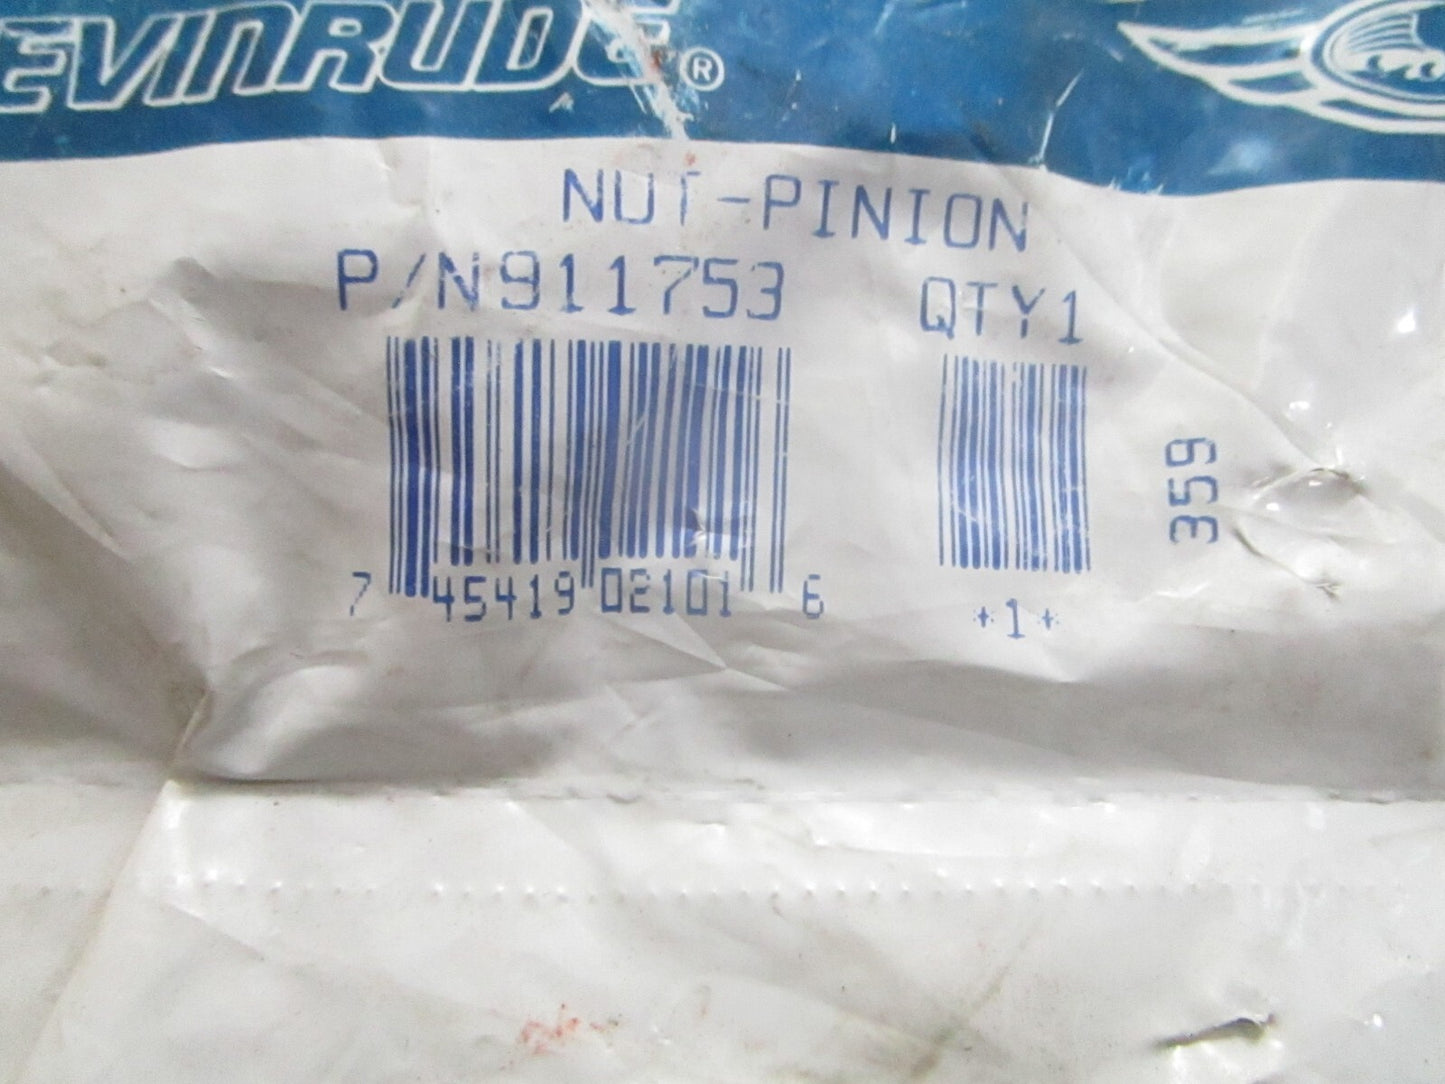 EVINRUDE®
NUT-PINION
P/N911753 QTY1
7 45419 02101 6
*1*
359